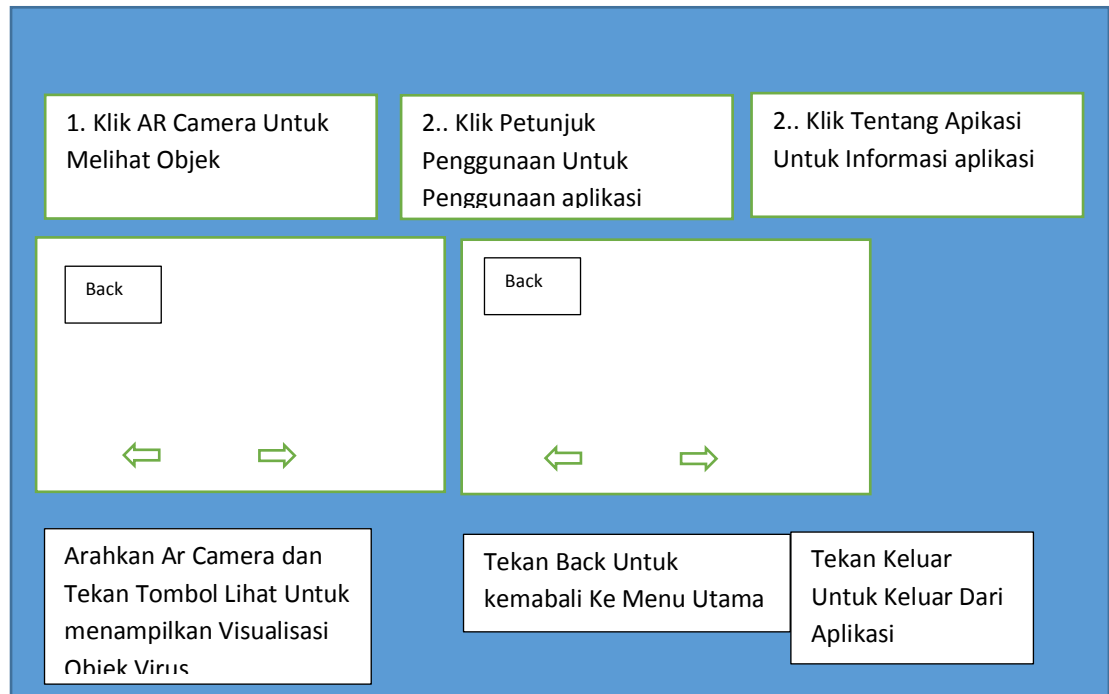 1. Klik AR Camera Untuk
Melihat Objek
2.. Klik Petunjuk
Penggunaan Untuk
Penggunaan aplikasi
2.. Klik Tentang Apikasi
Untuk Informasi aplikasi
Back
Back
Arahkan Ar Camera dan
Tekan Tombol Lihat Untuk
menampilkan Visualisasi
Objek Virus
Tekan Back Untuk
kemabali Ke Menu Utama
Tekan Keluar
Untuk Keluar Dari
Aplikasi